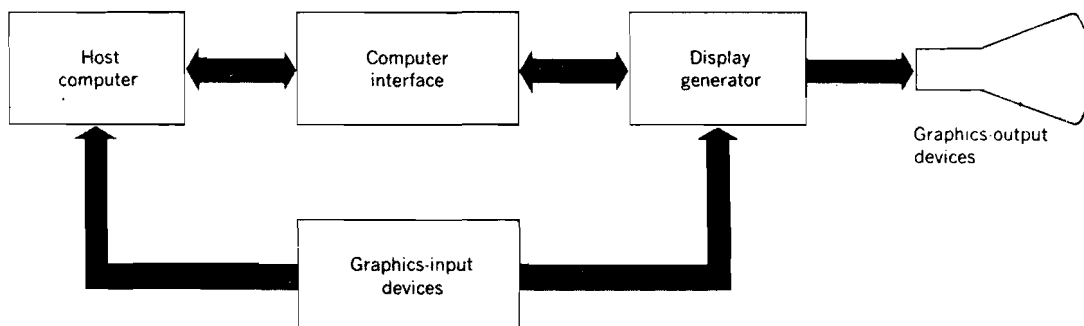 Host
computer
Computer
interface
Display
generator
Graphics-output
devices
Graphics-input
devices